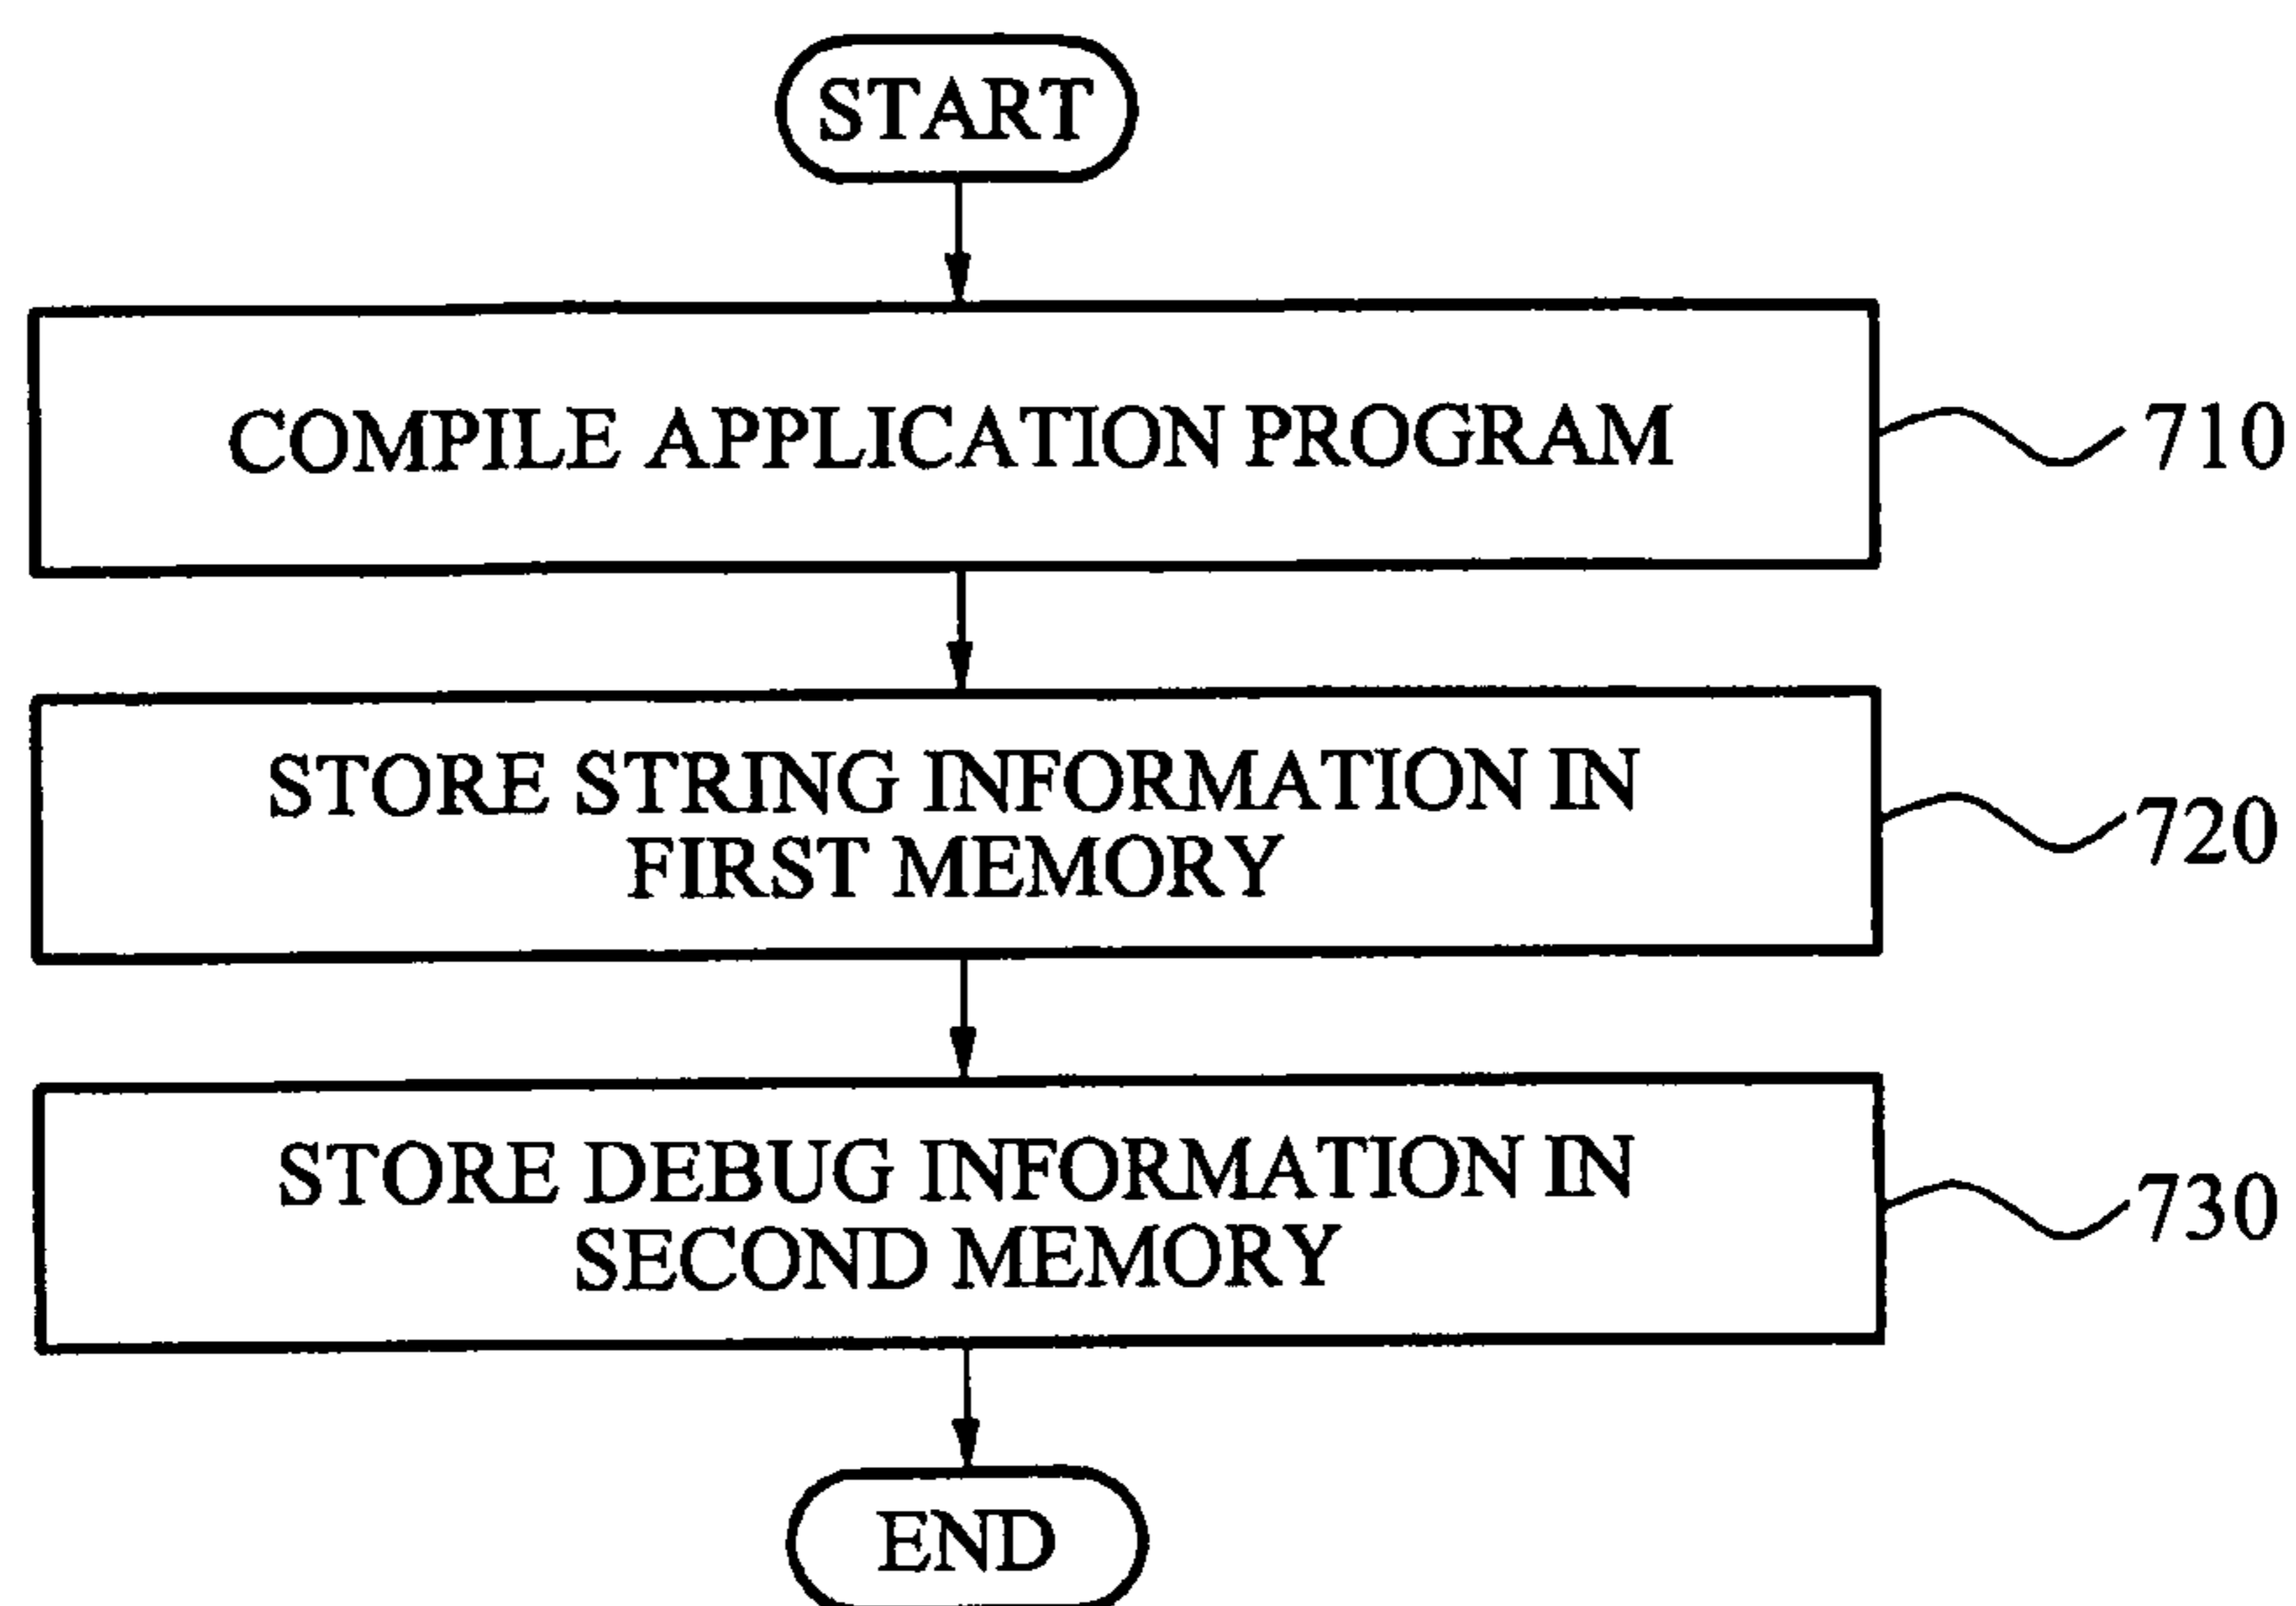 START
COMPILE APPLICATION PROGRAM
710
STORE STRING INFORMATION IN
FIRST MEMORY
720
STORE DEBUG INFORMATION IN
SECOND MEMORY
730
END